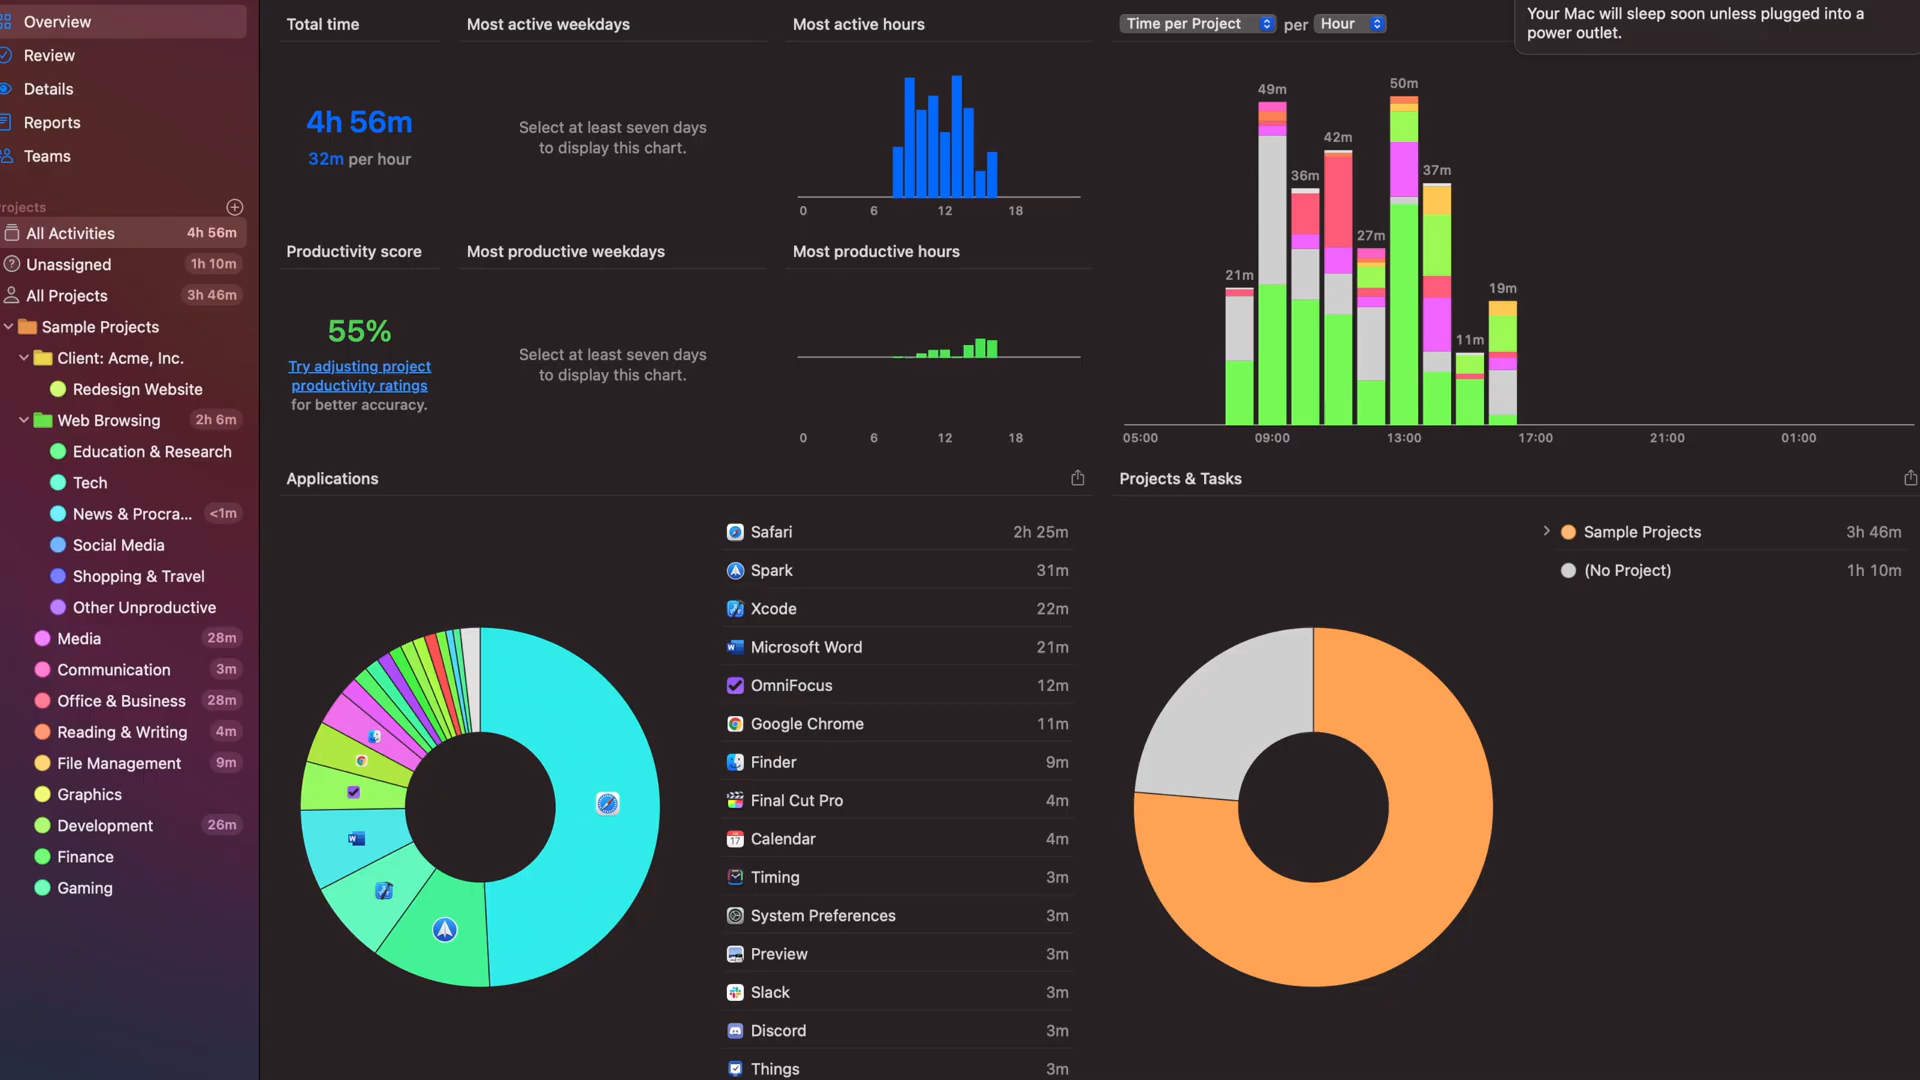 Overview
Review
Details
Reports
Teams
rojects
All Activities 4h 56m
Unassigned 1h 10m
All Projects 3h 46m
Sample Projects
Client: Acme, Inc.
Redesign Website
Web Browsing 2h 6m
Education & Research
Tech
News & Procra... <1m
Social Media
Shopping & Travel
Other Unproductive
Media 28m
Communication 3m
Office & Business 28m
Reading & Writing 4m
File Management 9m
Graphics
Development 26m
Finance
Gaming
Total time
4h 56m
32m per hour
Most active weekdays
Select at least seven days
to display this chart.
Most active hours
0 6 12 18
Productivity score
55%
Try adjusting project
productivity ratings
for better accuracy.
Most productive weekdays
Select at least seven days
to display this chart.
Most productive hours
0 6 12 18
Time per Project per Hour
Your Mac will sleep soon unless plugged into a
power outlet.
21m 49m 36m 42m 27m 50m 37m 11m 19m
05:00 09:00 13:00 17:00 21:00 01:00
Applications
Safari 2h 25m
Spark 31m
Xcode 22m
Microsoft Word 21m
OmniFocus 12m
Google Chrome 11m
Finder 9m
Final Cut Pro 4m
Calendar 4m
Timing 3m
System Preferences 3m
Preview 3m
Slack 3m
Discord 3m
Things 3m
Projects & Tasks
Sample Projects 3h 46m
(No Project) 1h 10m